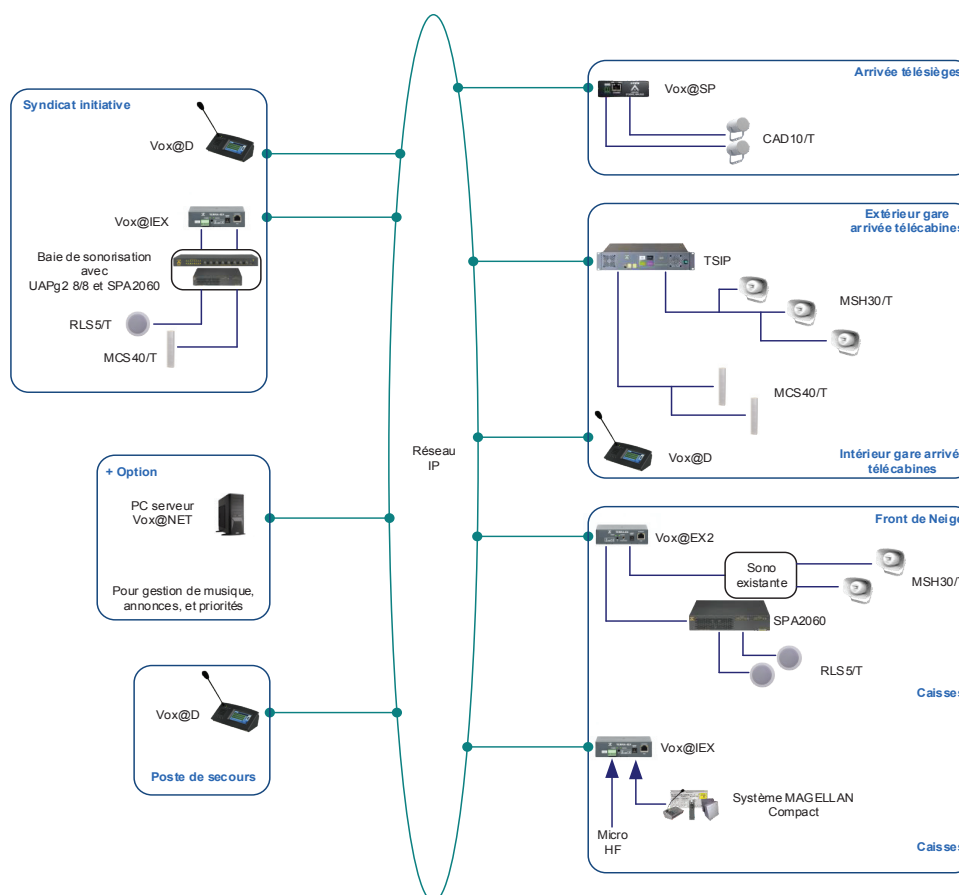 Syndicat initiative
Vox@D
Vox@IEX
Baie de sonorisation
avec
UAPg2 8/8 et SPA2060
RLS5/T
MCS40/T
+ Option
PC serveur
Vox@NET
Pour gestion de musique,
annonces, et priorités
Vox@D
Poste de secours
Réseau
IP
Arrivée télésièges
Vox@SP
CAD10/T
Extérieur gare
arrivée télécabines
TSIP
MSH30/T
MCS40/T
Vox@D
Intérieur gare arrivé
télécabines
Front de Neige
Vox@EX2
Sono
existante
MSH30/T
SPA2060
RLS5/T
Caisses
Vox@IEX
Système MAGELLAN
Compact
Micro
HF
Caisses